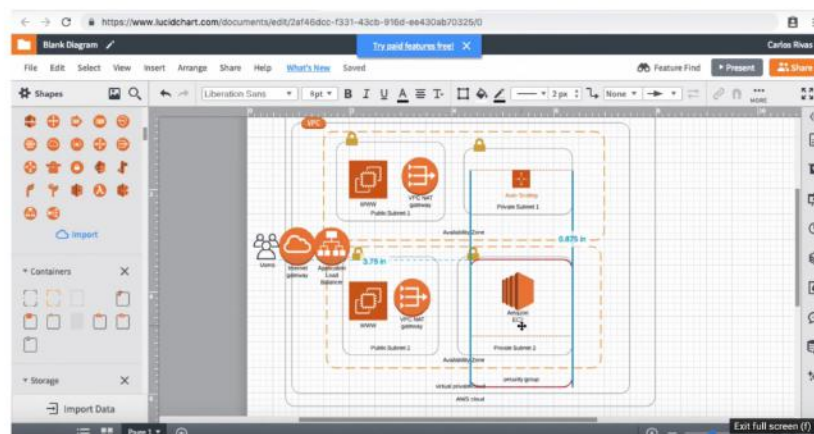 https://www.lucidchart.com/documents/edit/2af46dcc-f331-43cb-916d-ee430ab70325/0
Blank Diagram
Try paid features free!
Carlos Rivas
File Edit Select View Insert Arrange Share Help What's New Saved
Feature Find
Present
Share
Shapes
Liberation Sans
B I U A T
2 px
None
MORE
VPC
WWW
VPC NAT
gateway
Public Subnet 1
Auto Scaling
Private Subnet 1
Availability Zone
0.875 in
3.75 in
Users
Internet
gateway
Application
Load
Balancer
Import
Containers
WWW
VPC NAT
gateway
Public Subnet 2
Amazon
EC2
Private Subnet 2
Availability Zone
security group
virtual private cloud
AWS cloud
Storage
Import Data
Page 1
Exit full screen (f)